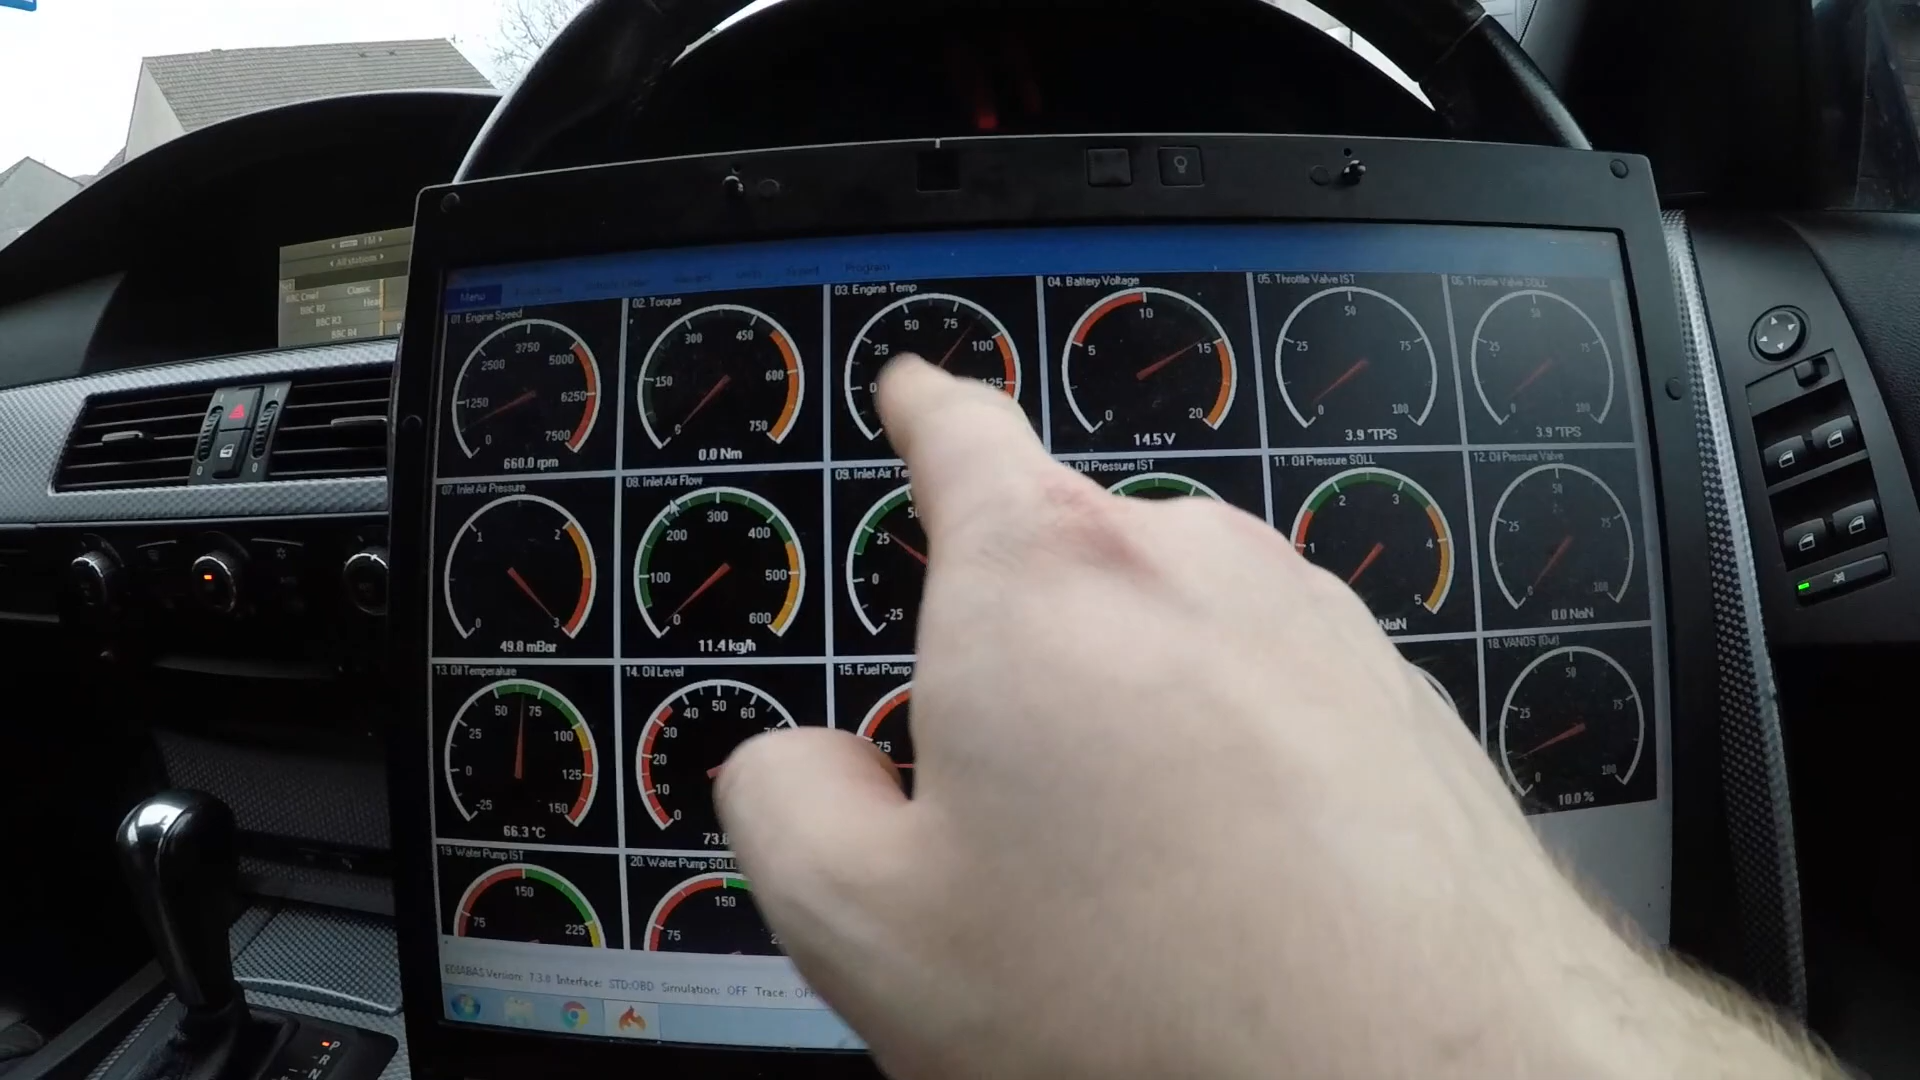 FM
All stations
BBC Cmwl Classic
BBC R2 Hear
BBC R3
BBC R4
Menu
Program
01. Engine Speed
0 1250 2500 3750 5000 6250 7500
660.0 rpm
02. Torque
0 150 300 450 600 750
0.0 Nm
03. Engine Temp
0 25 50 75 100 125
04. Battery Voltage
0 5 10 15 20
14.5 V
05. Throttle Valve IST
0 25 50 75 100
3.9 °TPS
06. Throttle Valve SOLL
0 25 50 75 100
3.9 °TPS
07. Inlet Air Pressure
0 1 2 3
49.8 mBar
08. Inlet Air Flow
0 100 200 300 400 500 600
11.4 kg/h
09. Inlet Air Te
-25 0 25 50
Oil Pressure IST
11. Oil Pressure SOLL
1 2 3 4 5
NaN
12. Oil Pressure Valve
0 25 50 75 100
0.0 NaN
13. Oil Temperature
-25 0 25 50 75 100 125 150
66.3 °C
14. Oil Level
0 10 20 30 40 50 60
73.
15. Fuel Pump
75
18. VANOS (Out)
0 25 50 75 100
10.0 %
19. Water Pump IST
75 150 225
20. Water Pump SOLL
75 150
EDIABAS Version: 7.3.0 Interface: STD:OBD Simulation: OFF Trace: OFF
P
R
N
0 0